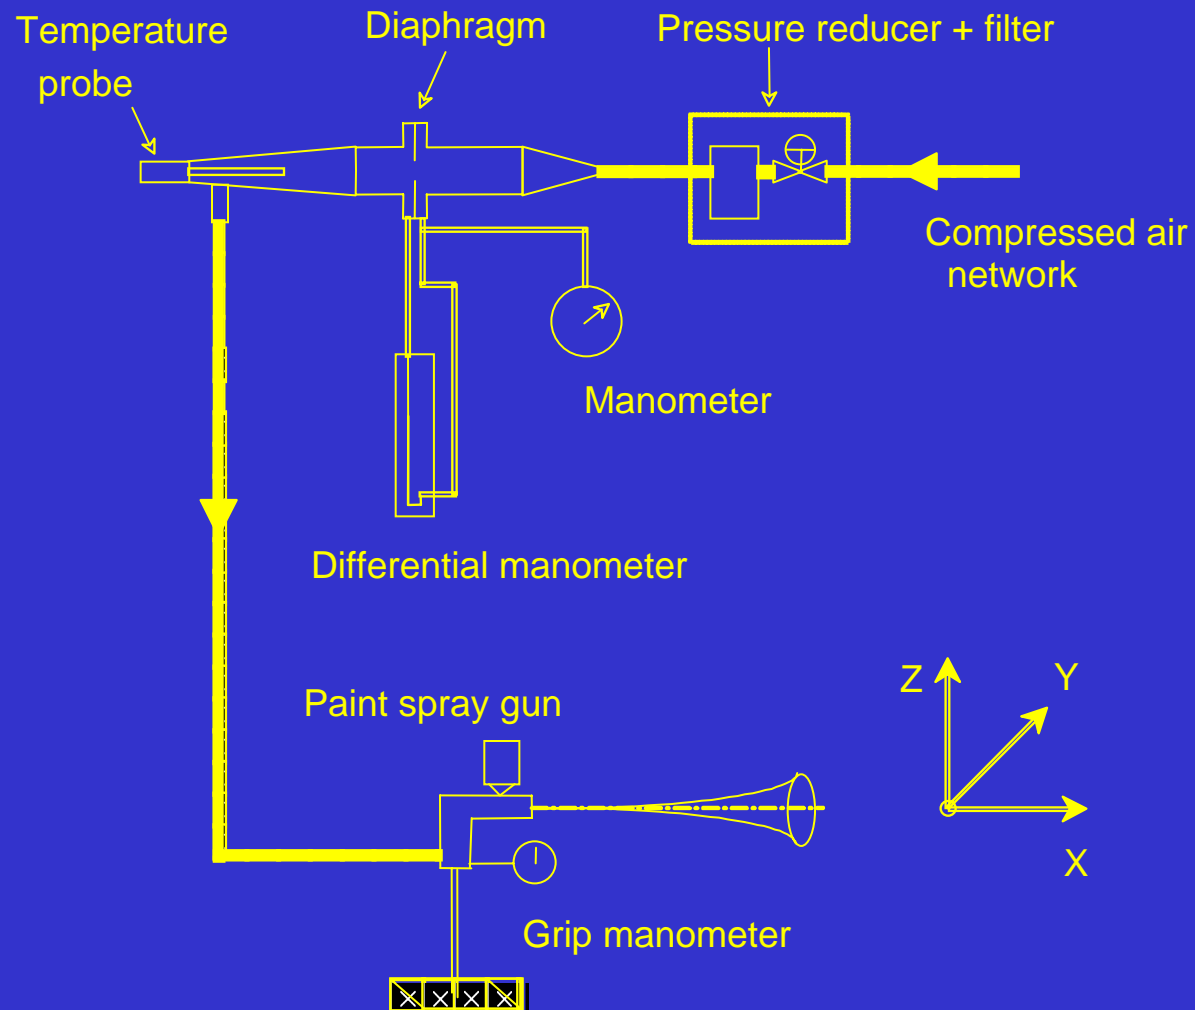 Temperature
probe
Diaphragm
Pressure reducer + filter
Compressed air
network
Manometer
Differential manometer
Paint spray gun
Z
Y
X
Grip manometer